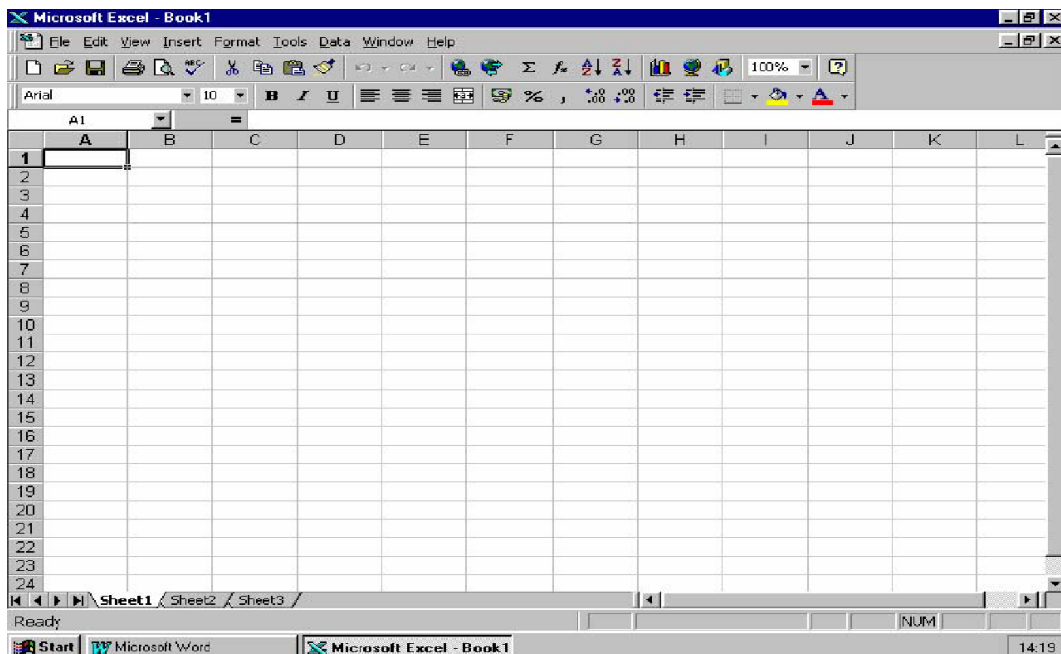 Microsoft Excel - Book1
File Edit View Insert Format Tools Data Window Help
Σ f 100%
Arial 10 B I U % ,
A1 =
A B C D E F G H I J K L
1
2
3
4
5
6
7
8
9
10
11
12
13
14
15
16
17
18
19
20
21
22
23
24
Sheet1 Sheet2 Sheet3
Ready NUM
Start Microsoft Word Microsoft Excel - Book1 14:19